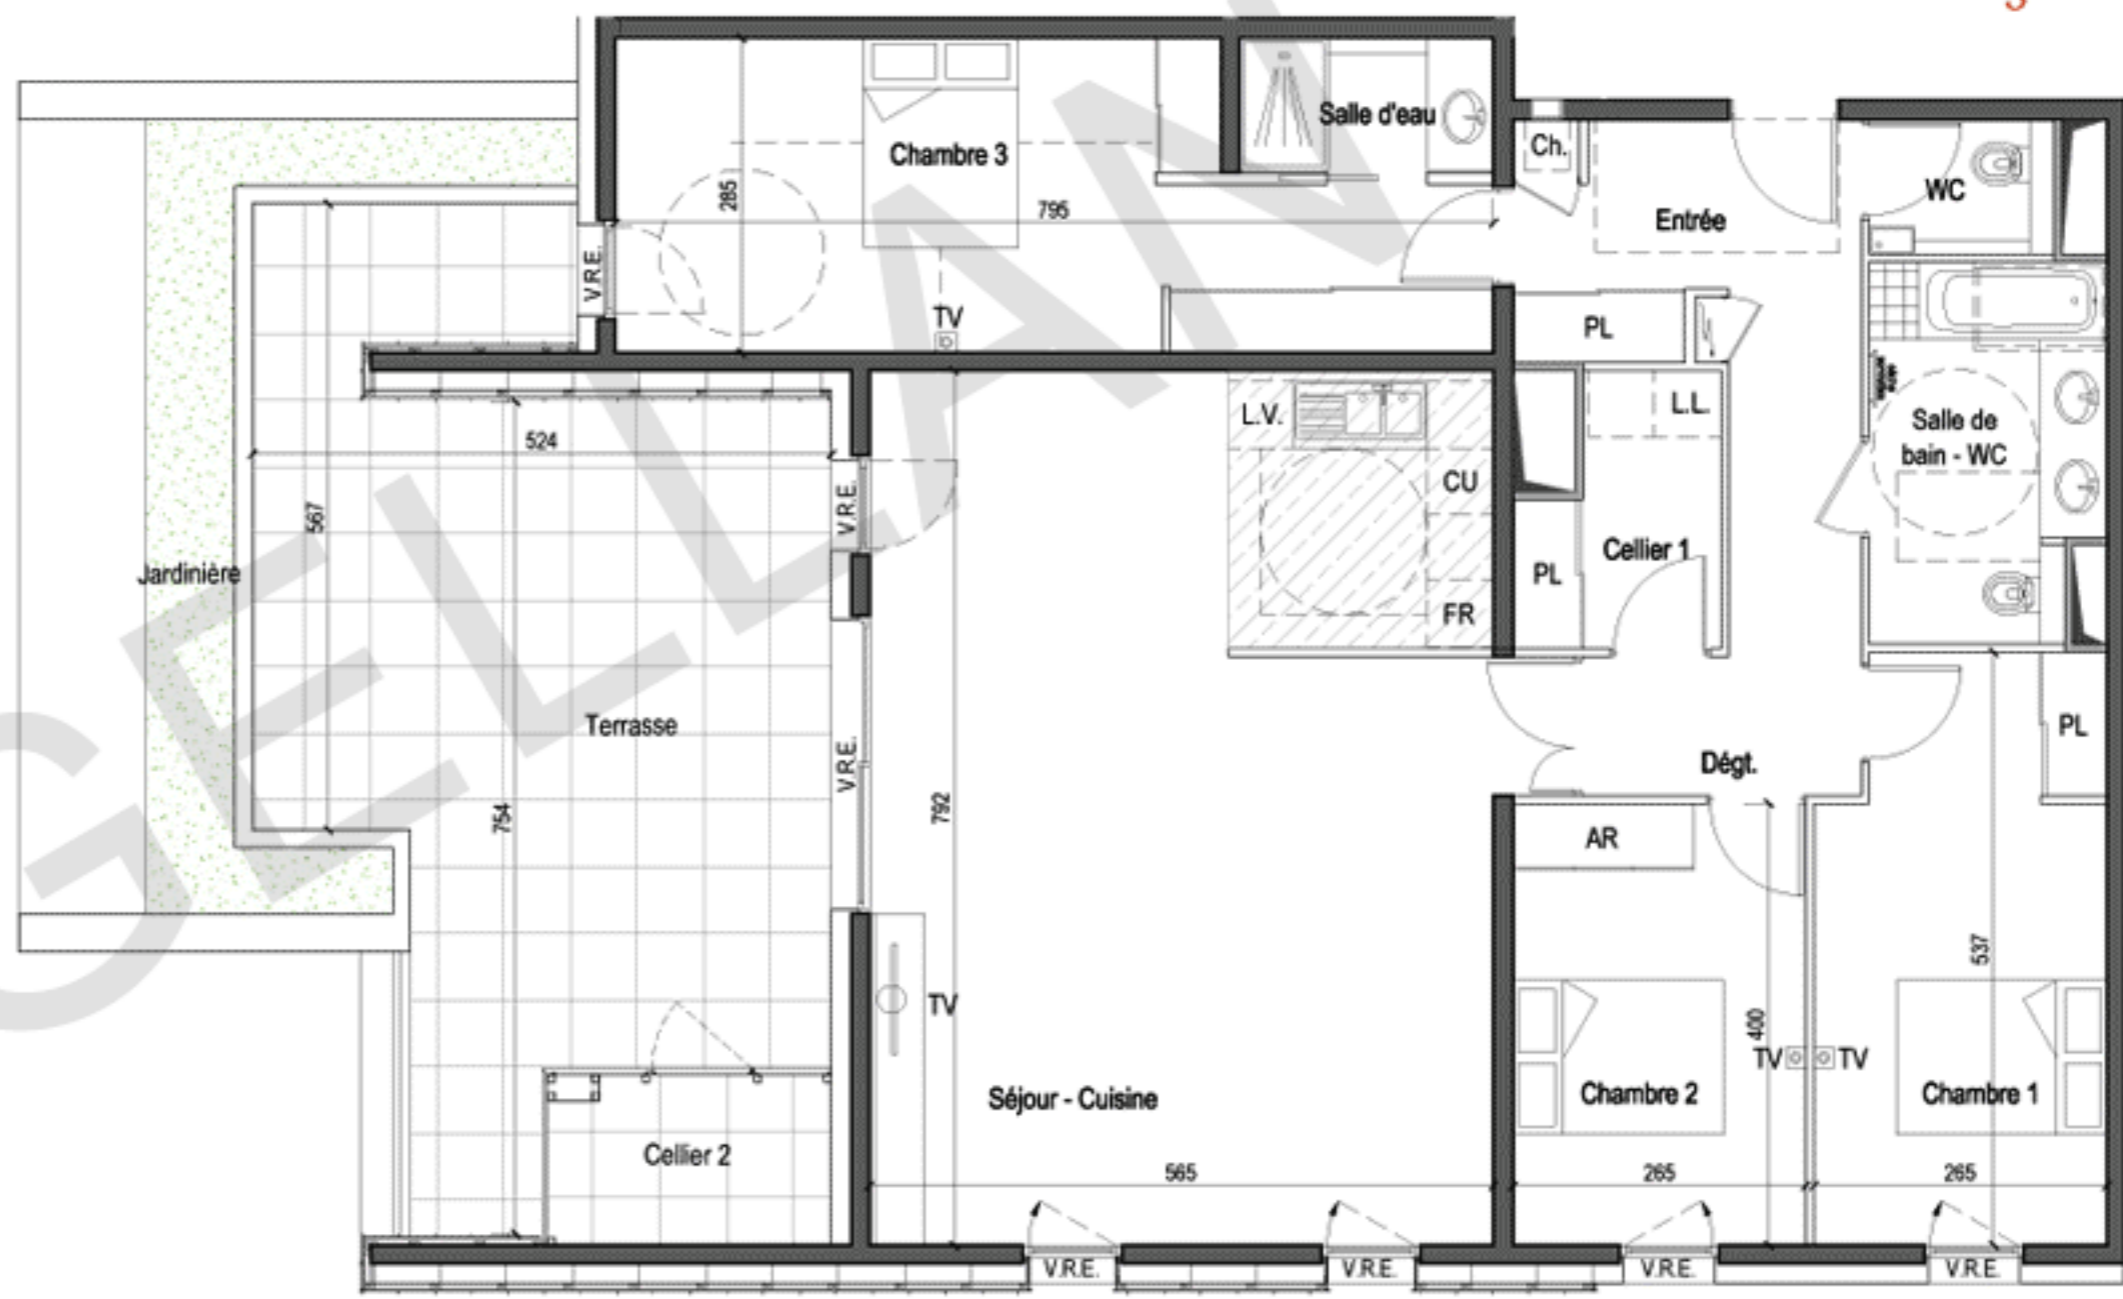 Salle d'eau
Ch.
Chambre 3
WC
285
795
Entrée
V.R.E.
TV
PL
L.V.
L.L.
524
Salle de
bain - WC
CU
V.R.E.
567
Cellier 1
Jardinière
PL
FR
Terrasse
PL
V.R.E.
Dégt.
754
792
AR
537
TV
400
TV
TV
Séjour - Cuisine
Chambre 2
Chambre 1
Cellier 2
565
265
265
V.R.E.
V.R.E.
V.R.E.
V.R.E.
GELLAN